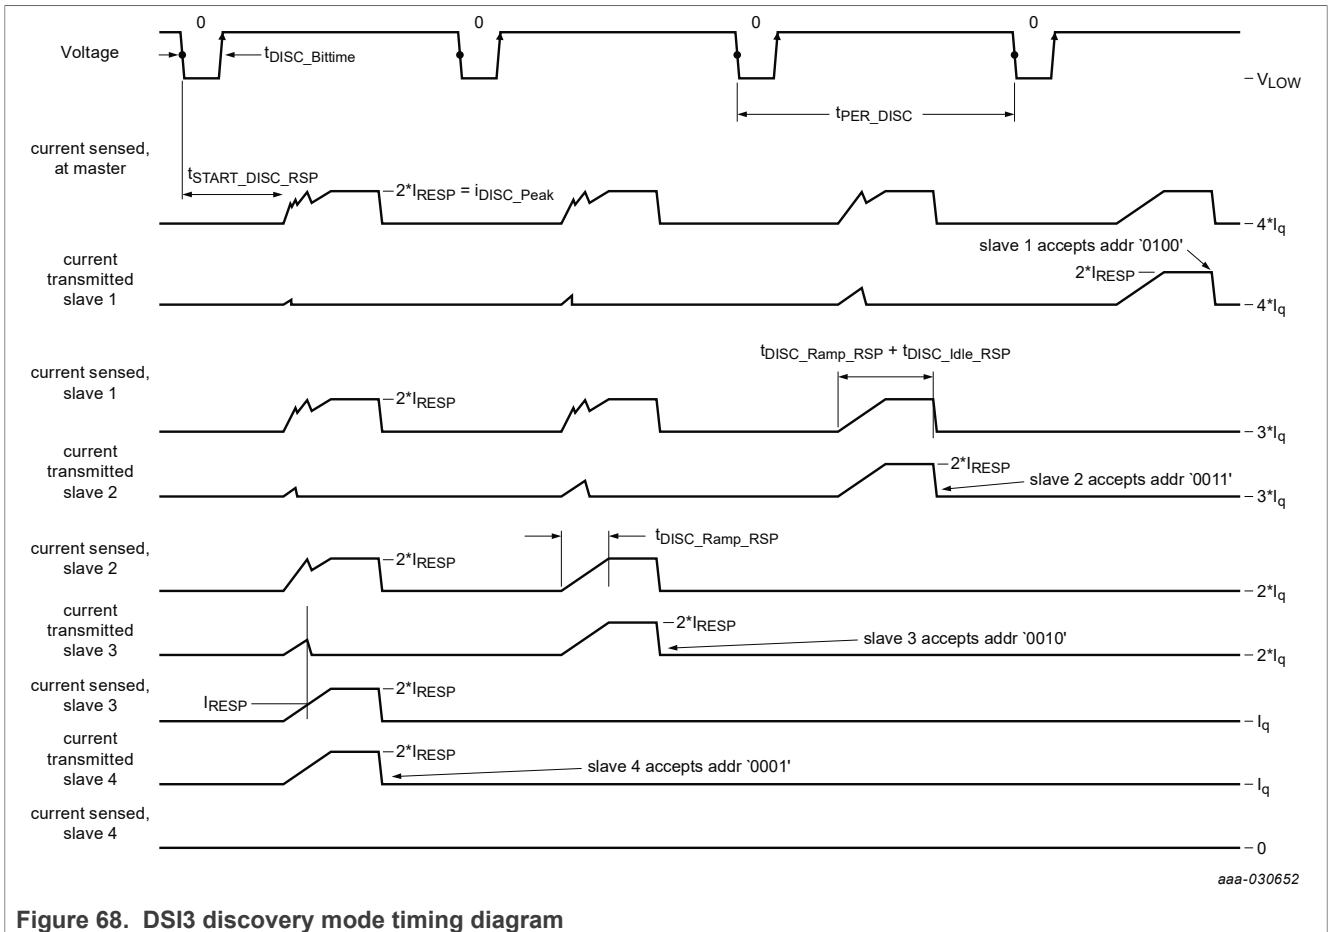 0 0 0 0
Voltage
tDISC_Bittime
VLOW
tPER_DISC
current sensed,
at master
tSTART_DISC_RSP
2*IRESP = iDISC_Peak
4*Iq
slave 1 accepts addr `0100'
current
transmitted
slave 1
2*IRESP
4*Iq
tDISC_Ramp_RSP + tDISC_Idle_RSP
current sensed,
slave 1
2*IRESP
3*Iq
current
transmitted
slave 2
2*IRESP
slave 2 accepts addr `0011'
3*Iq
tDISC_Ramp_RSP
current sensed,
slave 2
2*IRESP
2*Iq
current
transmitted
slave 3
2*IRESP
slave 3 accepts addr `0010'
2*Iq
current sensed,
slave 3
IRESP
2*IRESP
Iq
current
transmitted
slave 4
2*IRESP
slave 4 accepts addr `0001'
Iq
current sensed,
slave 4
0
aaa-030652
Figure 68. DSI3 discovery mode timing diagram